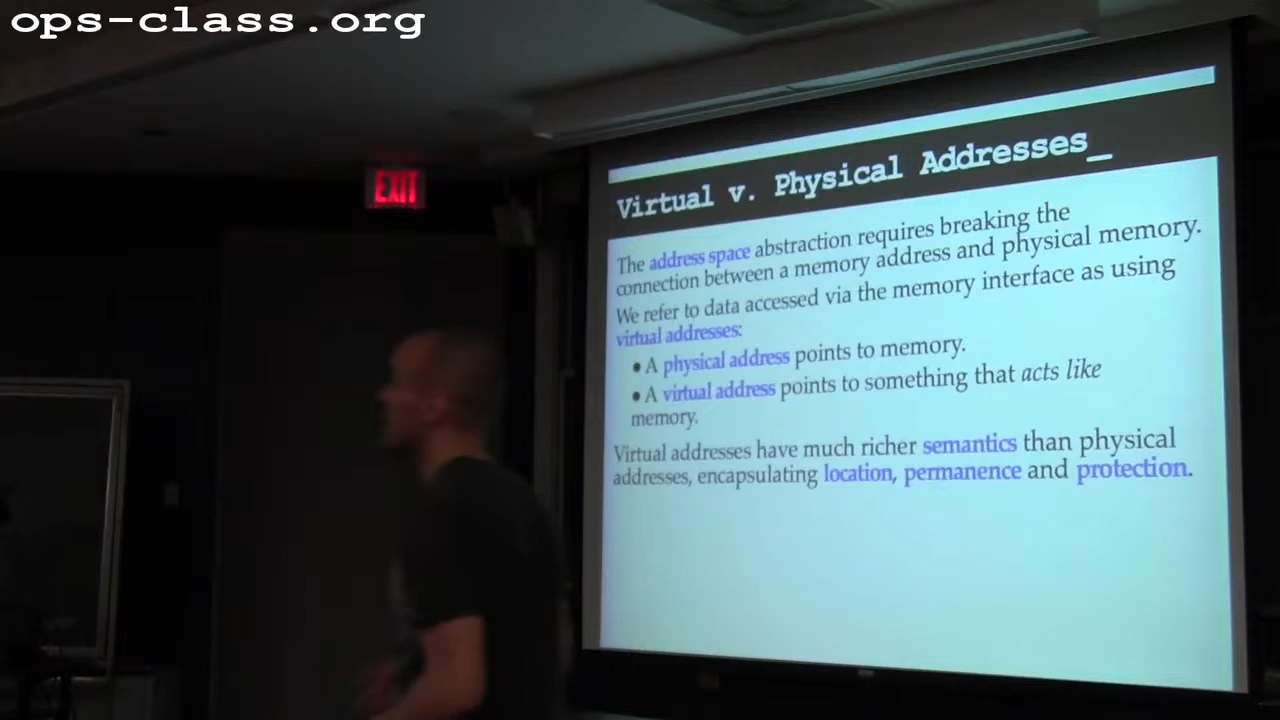 ops-class.org
EXIT
Virtual v. Physical Addresses_
The address space abstraction requires breaking the
connection between a memory address and physical memory.
We refer to data accessed via the memory interface as using
virtual addresses:
• A physical address points to memory.
• A virtual address points to something that acts like
memory.
Virtual addresses have much richer semantics than physical
addresses, encapsulating location, permanence and protection.